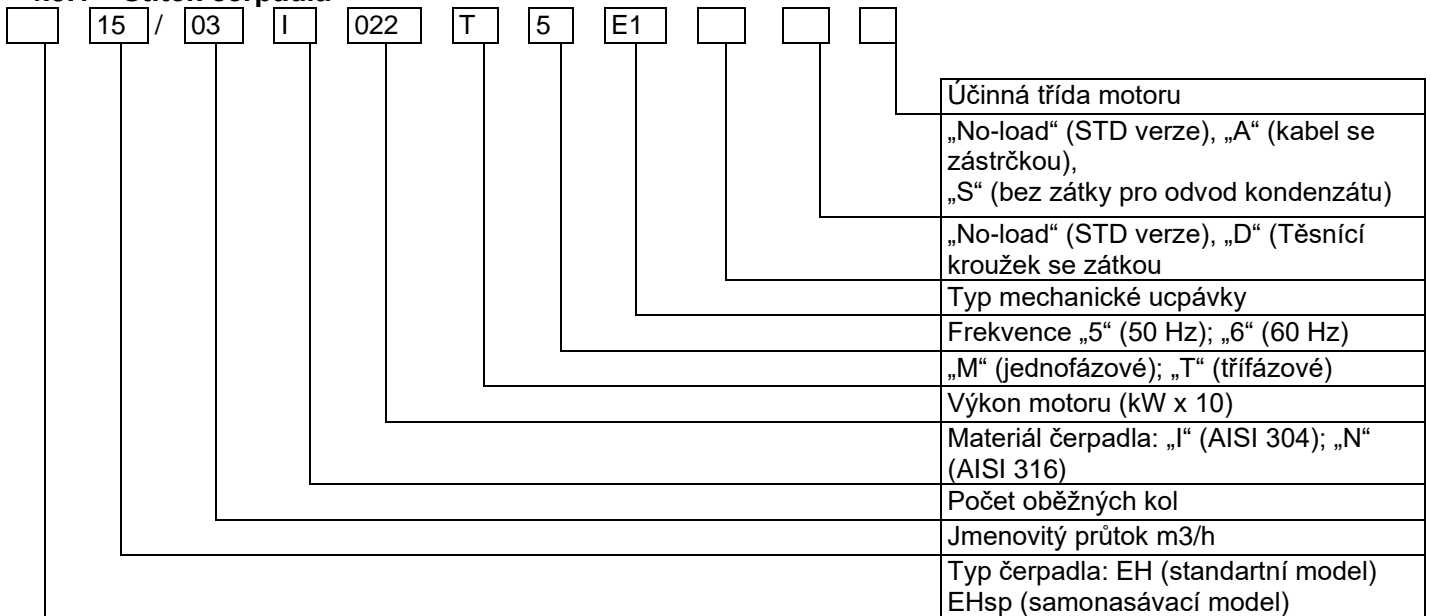 15 / 03 I 022 T 5 E1
Účinná třída motoru
„No-load“ (STD verze), „A“ (kabel se
zástrčkou),
„S“ (bez zátky pro odvod kondenzátu)
„No-load“ (STD verze), „D“ (Těsnící
kroužek se zátkou
Typ mechanické ucpávky
Frekvence „5“ (50 Hz); „6“ (60 Hz)
„M“ (jednofázové); „T“ (třífázové)
Výkon motoru (kW x 10)
Materiál čerpadla: „I“ (AISI 304); „N“
(AISI 316)
Počet oběžných kol
Jmenovitý průtok m3/h
Typ čerpadla: EH (standartní model)
EHsp (samonasávací model)